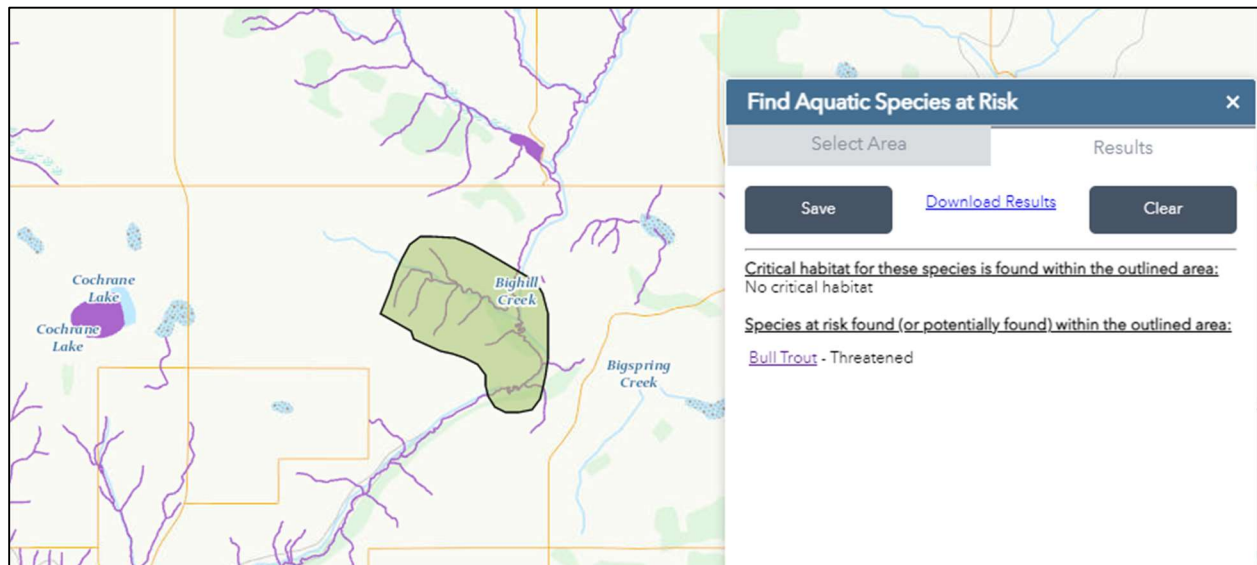 Find Aquatic Species at Risk ×
Select Area
Results
Save
Download Results
Clear
Critical habitat for these species is found within the outlined area:
No critical habitat
Species at risk found (or potentially found) within the outlined area:
Bull Trout - Threatened
Cochrane
Lake
Cochrane
Lake
Bighill
Creek
Bigspring
Creek